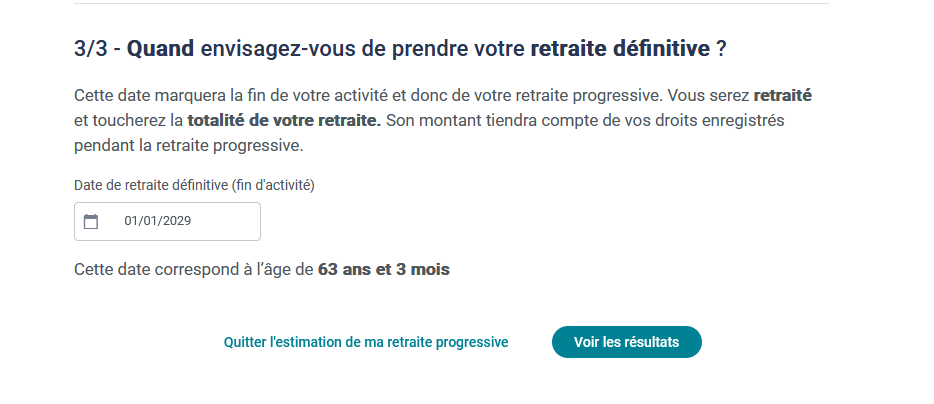 3/3 - Quand envisagez-vous de prendre votre retraite définitive ?
Cette date marquera la fin de votre activité et donc de votre retraite progressive. Vous serez retraité
et toucherez la totalité de votre retraite. Son montant tiendra compte de vos droits enregistrés
pendant la retraite progressive.
Date de retraite définitive (fin d'activité)
01/01/2029
Cette date correspond à l’âge de 63 ans et 3 mois
Quitter l'estimation de ma retraite progressive
Voir les résultats